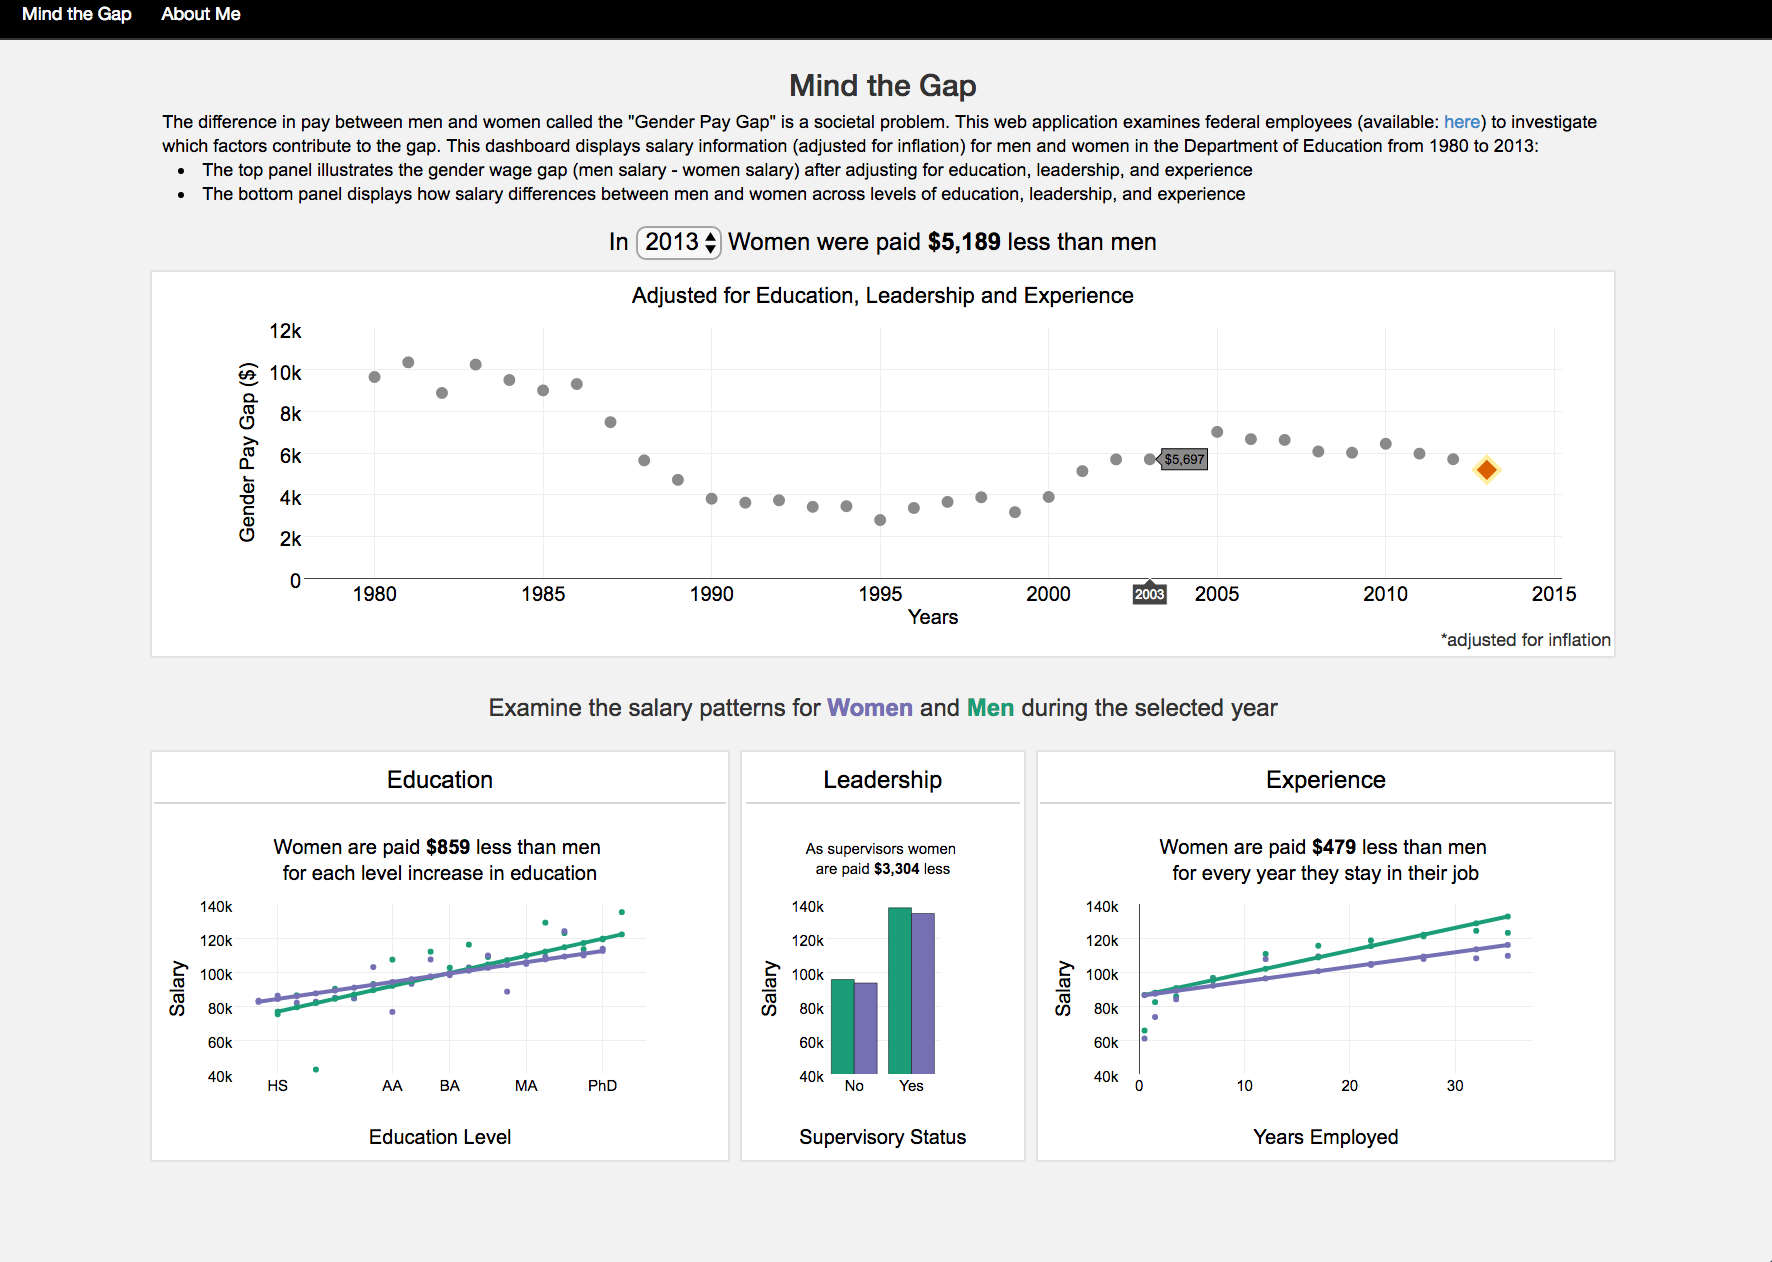 Mind the Gap About Me
Mind the Gap
The difference in pay between men and women called the "Gender Pay Gap" is a societal problem. This web application examines federal employees (available: here) to investigate
which factors contribute to the gap. This dashboard displays salary information (adjusted for inflation) for men and women in the Department of Education from 1980 to 2013:
• The top panel illustrates the gender wage gap (men salary - women salary) after adjusting for education, leadership, and experience
• The bottom panel displays how salary differences between men and women across levels of education, leadership, and experience
In 2013 Women were paid $5,189 less than men
Adjusted for Education, Leadership and Experience
Gender Pay Gap ($)
12k
10k
8k
6k
4k
2k
0
$5,697
1980 1985 1990 1995 2000 2003 2005 2010 2015
Years
*adjusted for inflation
Examine the salary patterns for Women and Men during the selected year
Education
Women are paid $859 less than men
for each level increase in education
Salary
140k
120k
100k
80k
60k
40k
HS AA BA MA PhD
Education Level
Leadership
As supervisors women
are paid $3,304 less
Salary
140k
120k
100k
80k
60k
40k
No Yes
Supervisory Status
Experience
Women are paid $479 less than men
for every year they stay in their job
Salary
140k
120k
100k
80k
60k
40k
0 10 20 30
Years Employed